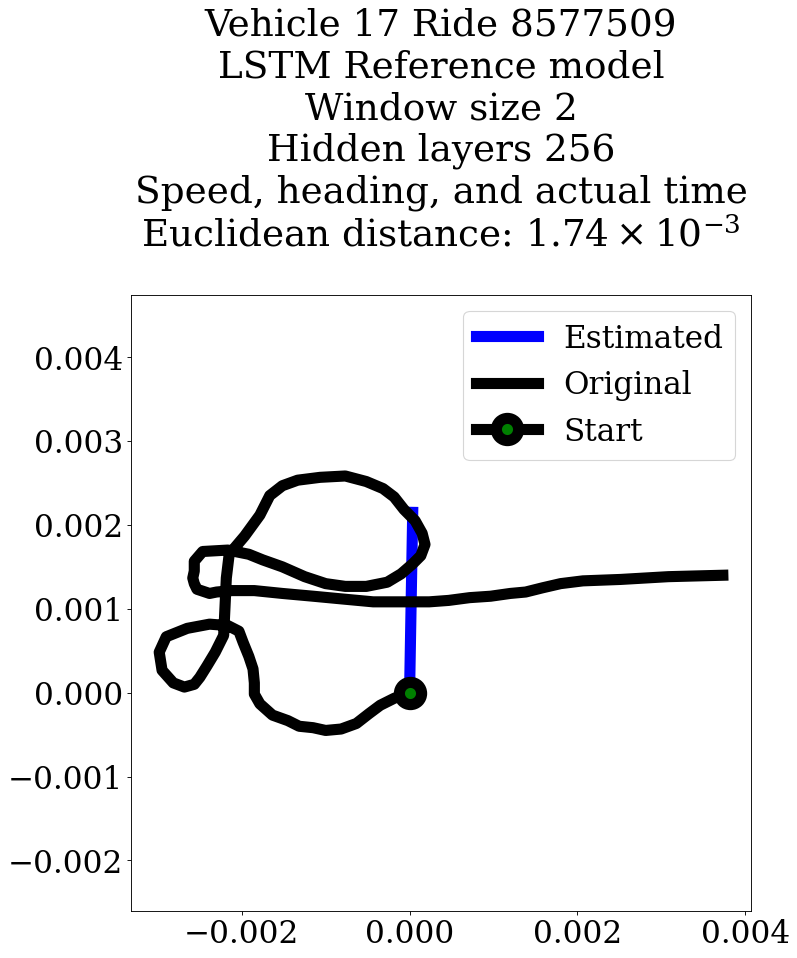 Vehicle 17 Ride 8577509
LSTM Reference model
Window size 2
Hidden layers 256
Speed, heading, and actual time
Euclidean distance: 1.74 × 10⁻³
Estimated
Original
Start
0.004
0.003
0.002
0.001
0.000
−0.001
−0.002
−0.002 0.000 0.002 0.004